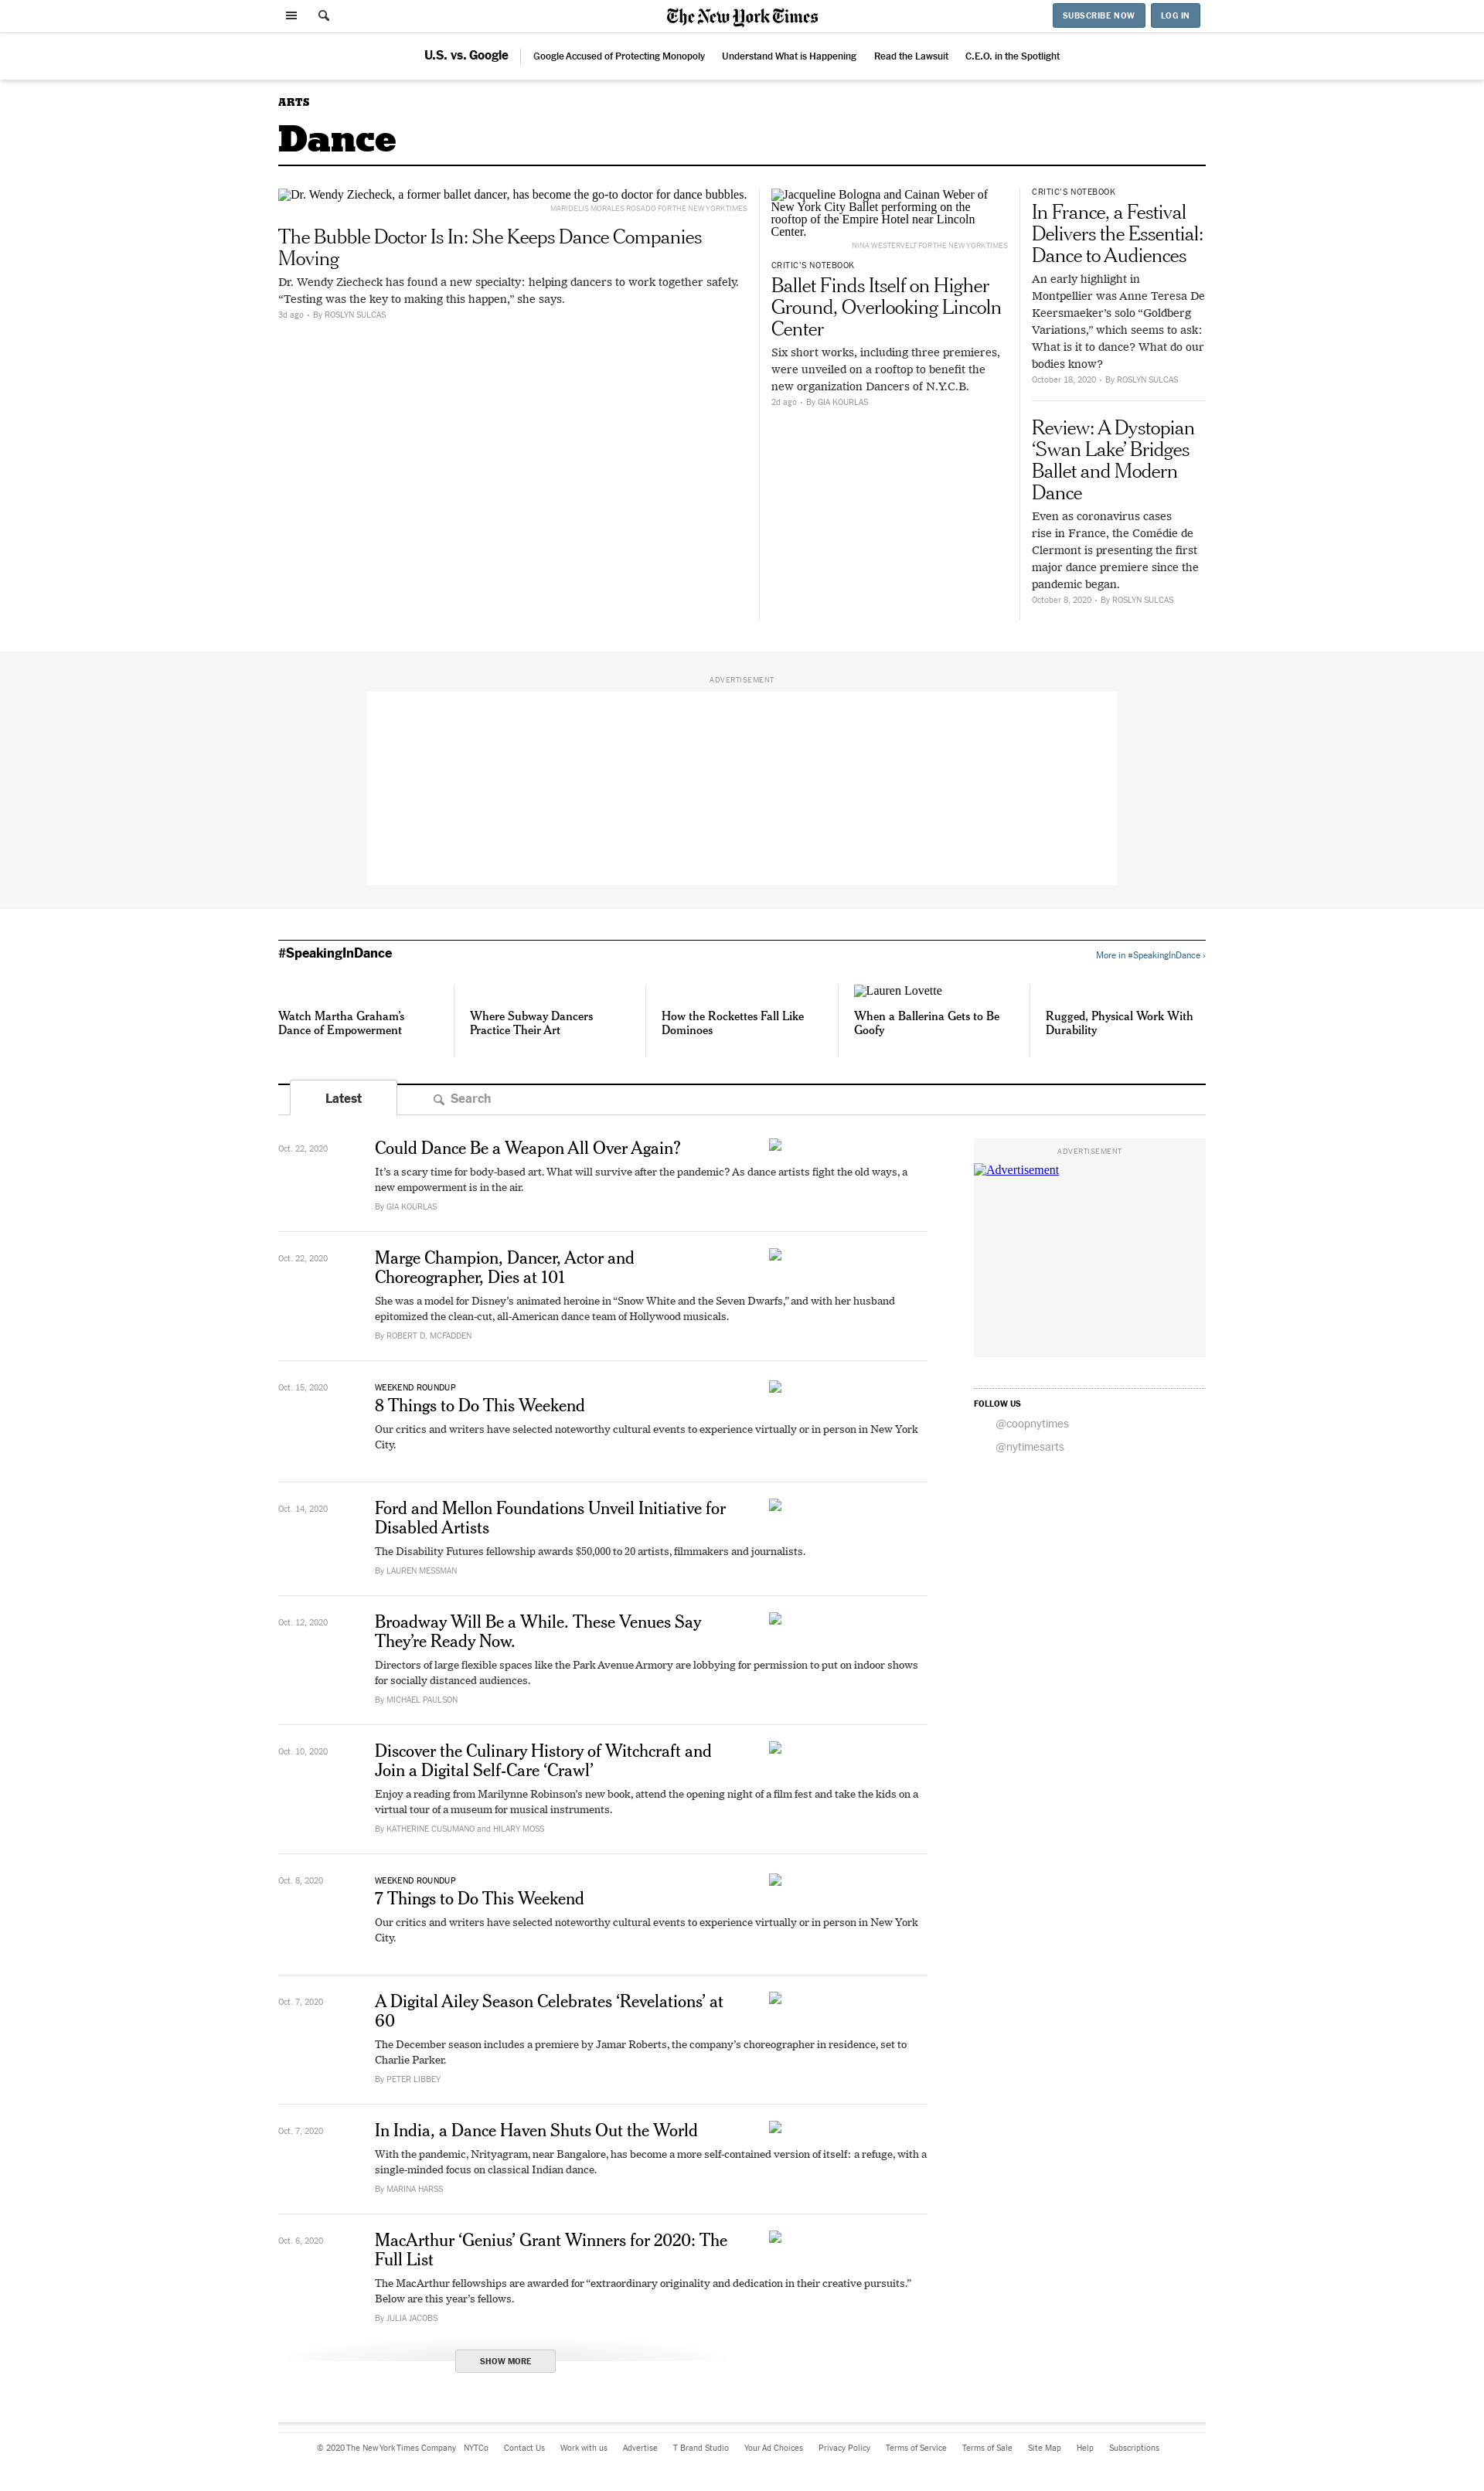 The New York Times
SUBSCRIBE NOW
LOG IN
U.S. vs. Google
Google Accused of Protecting Monopoly
Understand What is Happening
Read the Lawsuit
C.E.O. in the Spotlight
ARTS
Dance
Dr. Wendy Ziecheck, a former ballet dancer, has become the go-to doctor for dance bubbles.
MARIDELIS MORALES ROSADO FOR THE NEW YORK TIMES
The Bubble Doctor Is In: She Keeps Dance Companies
Moving
Dr. Wendy Ziecheck has found a new specialty: helping dancers to work together safely.
“Testing was the key to making this happen,” she says.
3d ago • By ROSLYN SULCAS
Jacqueline Bologna and Cainan Weber of
New York City Ballet performing on the
rooftop of the Empire Hotel near Lincoln
Center.
NINA WESTERVELT FOR THE NEW YORK TIMES
CRITIC’S NOTEBOOK
Ballet Finds Itself on Higher
Ground, Overlooking Lincoln
Center
Six short works, including three premieres,
were unveiled on a rooftop to benefit the
new organization Dancers of N.Y.C.B.
2d ago • By GIA KOURLAS
CRITIC’S NOTEBOOK
In France, a Festival
Delivers the Essential:
Dance to Audiences
An early highlight in
Montpellier was Anne Teresa De
Keersmaeker’s solo “Goldberg
Variations,” which seems to ask:
What is it to dance? What do our
bodies know?
October 18, 2020 • By ROSLYN SULCAS
Review: A Dystopian
‘Swan Lake’ Bridges
Ballet and Modern
Dance
Even as coronavirus cases
rise in France, the Comédie de
Clermont is presenting the first
major dance premiere since the
pandemic began.
October 8, 2020 • By ROSLYN SULCAS
ADVERTISEMENT
#SpeakingInDance
More in #SpeakingInDance ›
Watch Martha Graham’s
Dance of Empowerment
Where Subway Dancers
Practice Their Art
How the Rockettes Fall Like
Dominoes
Lauren Lovette
When a Ballerina Gets to Be
Goofy
Rugged, Physical Work With
Durability
Latest
Search
Oct. 22, 2020
Could Dance Be a Weapon All Over Again?
It’s a scary time for body-based art. What will survive after the pandemic? As dance artists fight the old ways, a
new empowerment is in the air.
By GIA KOURLAS
Oct. 22, 2020
Marge Champion, Dancer, Actor and
Choreographer, Dies at 101
She was a model for Disney’s animated heroine in “Snow White and the Seven Dwarfs,” and with her husband
epitomized the clean-cut, all-American dance team of Hollywood musicals.
By ROBERT D. MCFADDEN
Oct. 15, 2020
WEEKEND ROUNDUP
8 Things to Do This Weekend
Our critics and writers have selected noteworthy cultural events to experience virtually or in person in New York
City.
Oct. 14, 2020
Ford and Mellon Foundations Unveil Initiative for
Disabled Artists
The Disability Futures fellowship awards $50,000 to 20 artists, filmmakers and journalists.
By LAUREN MESSMAN
Oct. 12, 2020
Broadway Will Be a While. These Venues Say
They’re Ready Now.
Directors of large flexible spaces like the Park Avenue Armory are lobbying for permission to put on indoor shows
for socially distanced audiences.
By MICHAEL PAULSON
Oct. 10, 2020
Discover the Culinary History of Witchcraft and
Join a Digital Self-Care ‘Crawl’
Enjoy a reading from Marilynne Robinson’s new book, attend the opening night of a film fest and take the kids on a
virtual tour of a museum for musical instruments.
By KATHERINE CUSUMANO and HILARY MOSS
Oct. 8, 2020
WEEKEND ROUNDUP
7 Things to Do This Weekend
Our critics and writers have selected noteworthy cultural events to experience virtually or in person in New York
City.
Oct. 7, 2020
A Digital Ailey Season Celebrates ‘Revelations’ at
60
The December season includes a premiere by Jamar Roberts, the company’s choreographer in residence, set to
Charlie Parker.
By PETER LIBBEY
Oct. 7, 2020
In India, a Dance Haven Shuts Out the World
With the pandemic, Nrityagram, near Bangalore, has become a more self-contained version of itself: a refuge, with a
single-minded focus on classical Indian dance.
By MARINA HARSS
Oct. 6, 2020
MacArthur ‘Genius’ Grant Winners for 2020: The
Full List
The MacArthur fellowships are awarded for “extraordinary originality and dedication in their creative pursuits.”
Below are this year’s fellows.
By JULIA JACOBS
SHOW MORE
ADVERTISEMENT
Advertisement
FOLLOW US
@coopnytimes
@nytimesarts
© 2020 The New York Times Company
NYTCo
Contact Us
Work with us
Advertise
T Brand Studio
Your Ad Choices
Privacy Policy
Terms of Service
Terms of Sale
Site Map
Help
Subscriptions